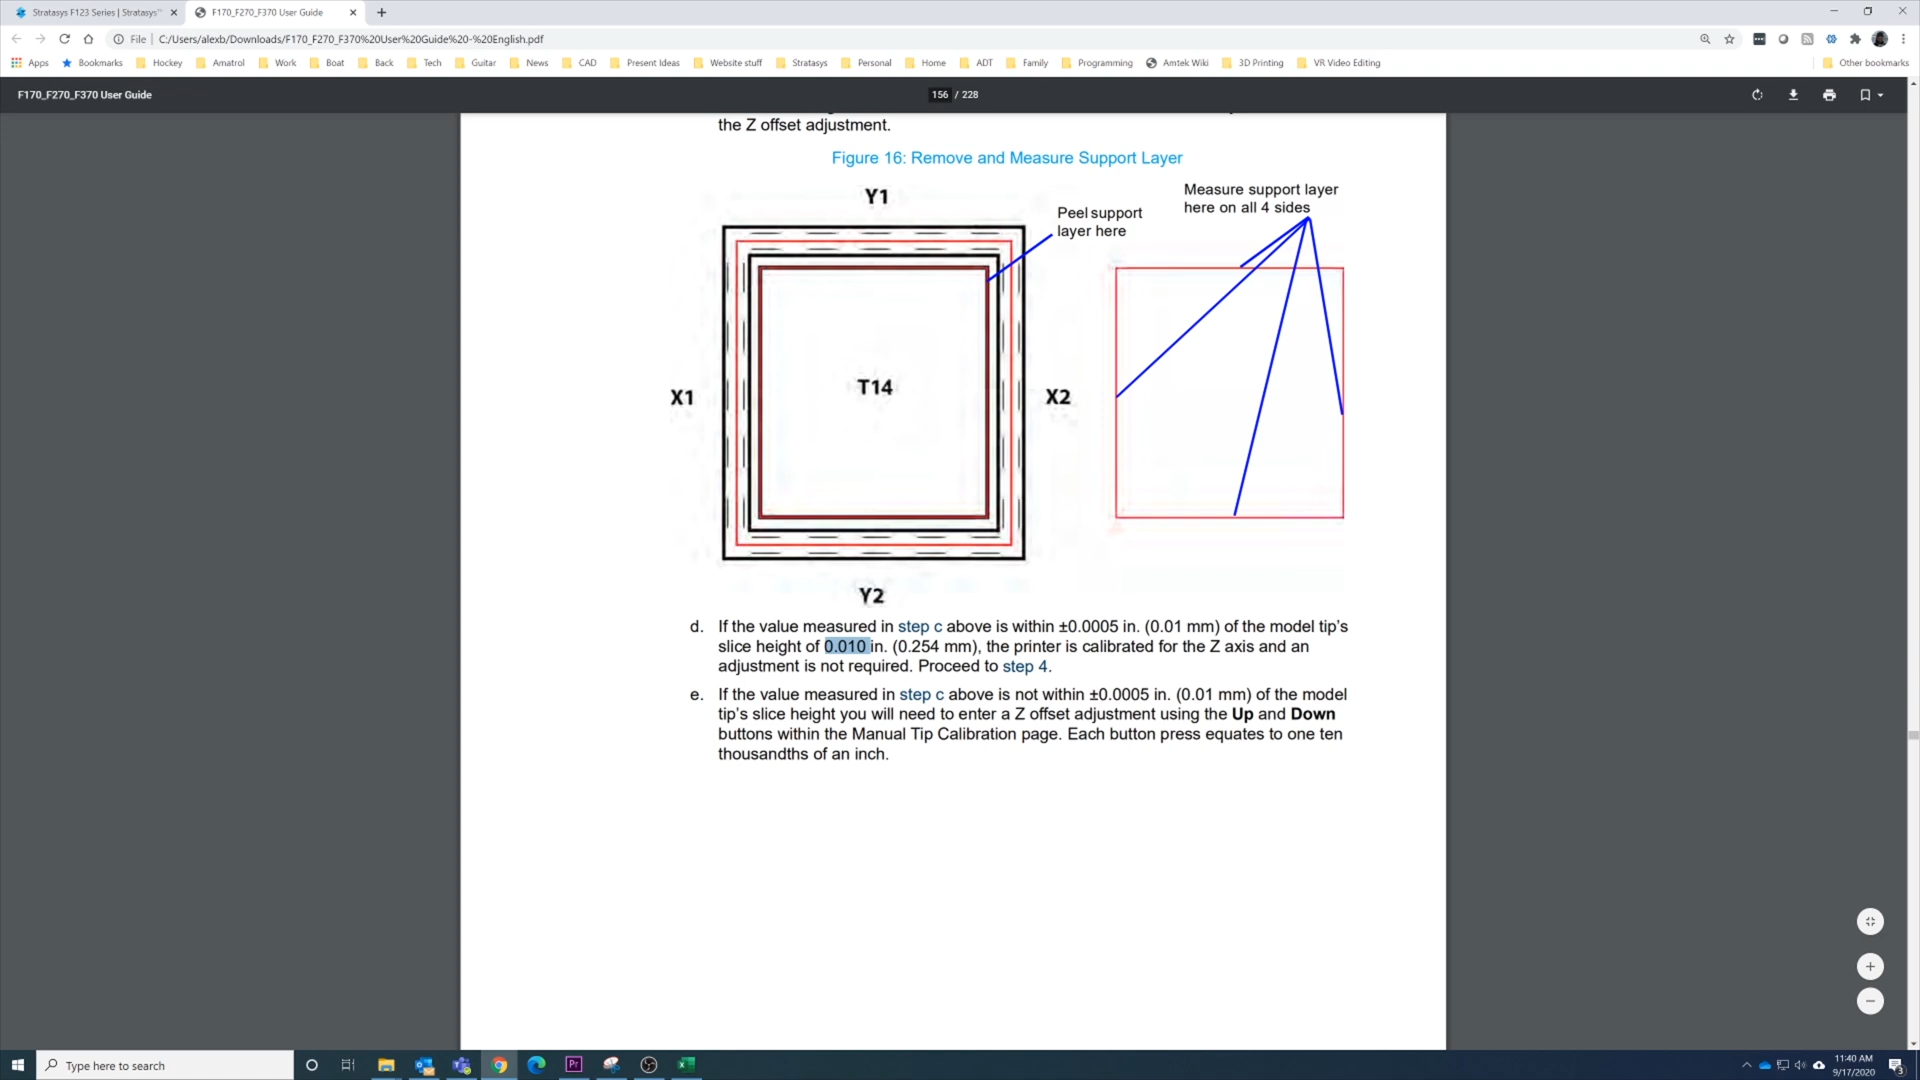 Stratasys F123 Series | Stratasys™
F170_F270_F370 User Guide
File
C:/Users/alexb/Downloads/F170_F270_F370%20User%20Guide%20-%20English.pdf
Apps Bookmarks Hockey Amatrol Work Boat Back Tech Guitar News CAD Present Ideas Website stuff Stratasys Personal Home ADT Family Programming Amtek Wiki 3D Printing VR Video Editing Other bookmarks
F170_F270_F370 User Guide
156 / 228
the Z offset adjustment.
Figure 16: Remove and Measure Support Layer
Y1
Peel support
layer here
Measure support layer
here on all 4 sides
X1
T14
X2
Y2
d. If the value measured in step c above is within ±0.0005 in. (0.01 mm) of the model tip's
slice height of 0.010 in. (0.254 mm), the printer is calibrated for the Z axis and an
adjustment is not required. Proceed to step 4.
e. If the value measured in step c above is not within ±0.0005 in. (0.01 mm) of the model
tip's slice height you will need to enter a Z offset adjustment using the Up and Down
buttons within the Manual Tip Calibration page. Each button press equates to one ten
thousandths of an inch.
Type here to search
Pr
11:40 AM
9/17/2020
3